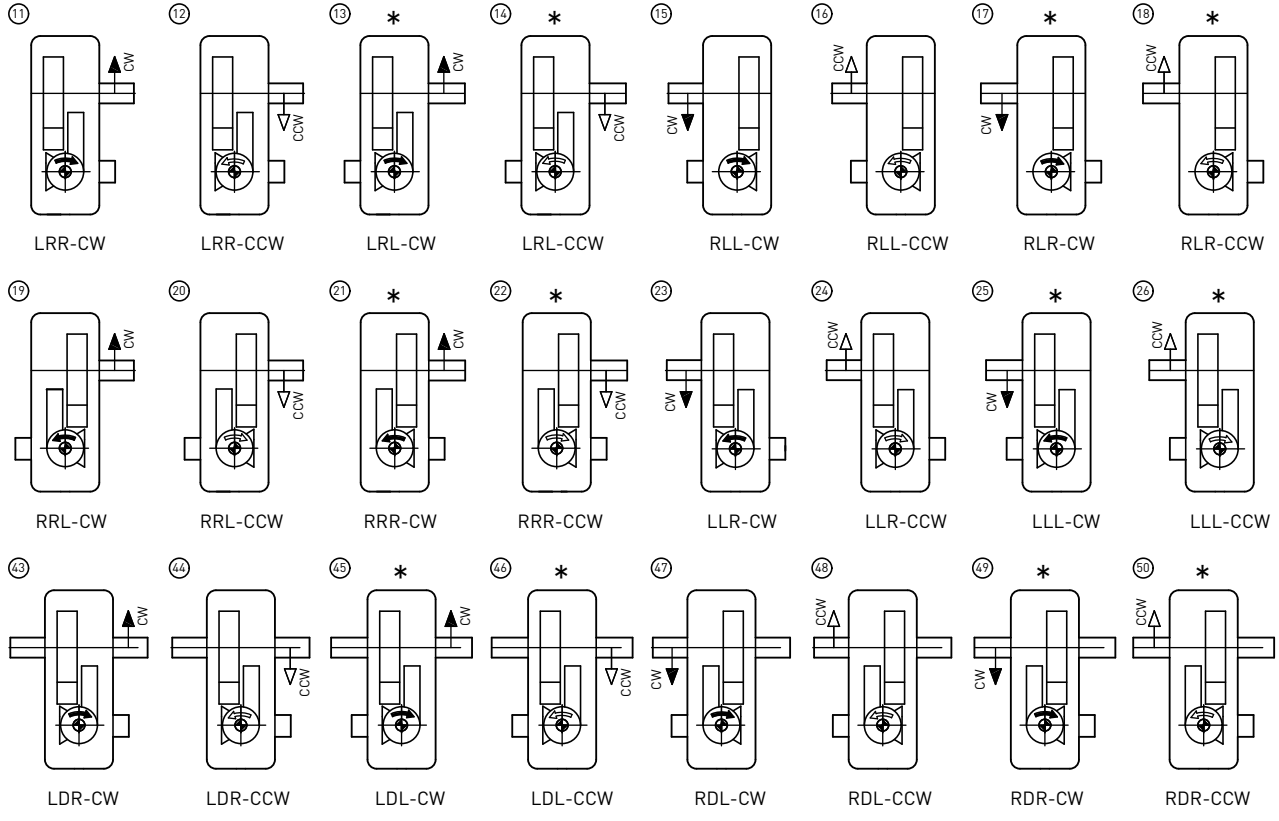 11 12 13 * 14 * 15 16 17 * 18 *
CW CCW CW CCW CW CCW CW CCW
LRR-CW LRR-CCW LRL-CW LRL-CCW RLL-CW RLL-CCW RLR-CW RLR-CCW
19 20 21 * 22 * 23 24 25 * 26 *
CW CCW CW CCW CW CCW CW CCW
RRL-CW RRL-CCW RRR-CW RRR-CCW LLR-CW LLR-CCW LLL-CW LLL-CCW
43 44 45 * 46 * 47 48 49 * 50 *
CW CCW CW CCW CW CCW CW CCW
LDR-CW LDR-CCW LDL-CW LDL-CCW RDL-CW RDL-CCW RDR-CW RDR-CCW